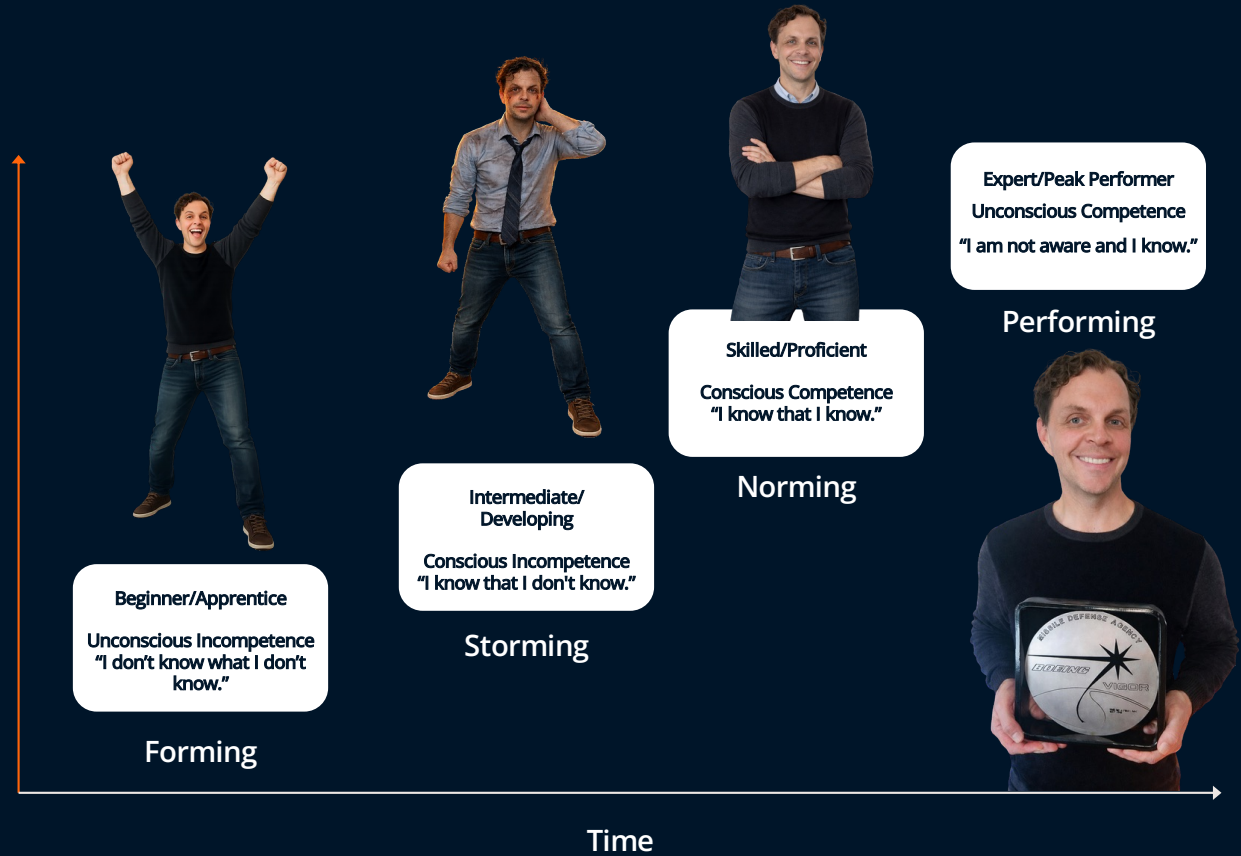 Expert/Peak Performer
Unconscious Competence
“I am not aware and I know.”
Performing
Skilled/Proficient
Conscious Competence
“I know that I know.”
Norming
Intermediate/
Developing
Conscious Incompetence
“I know that I don't know.”
Storming
Beginner/Apprentice
Unconscious Incompetence
“I don’t know what I don’t
know.”
Forming
MISSILE DEFENSE AGENCY
BOEING
VIGOR
Time